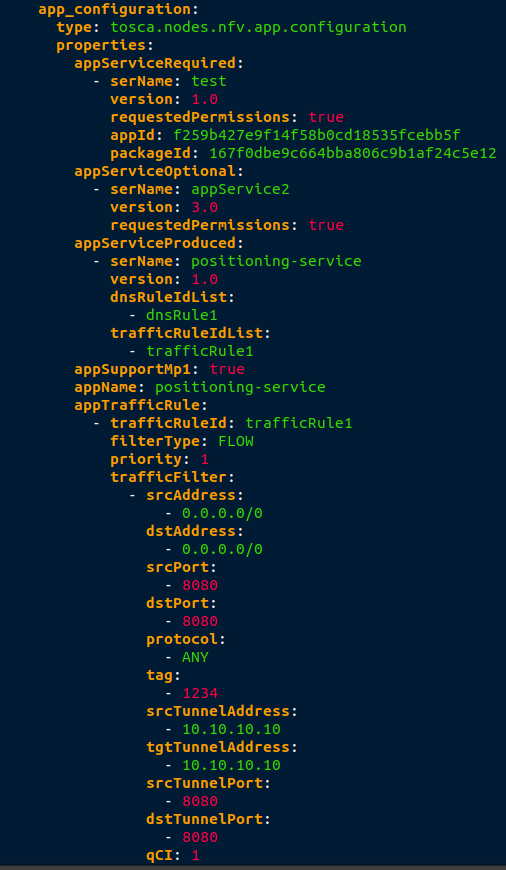 app_configuration:
type: tosca.nodes.nfv.app.configuration
properties:
appServiceRequired:
- serName: test
version: 1.0
requestedPermissions: true
appId: f259b427e9f14f58b0cd18535fcebb5f
packageId: 167f0dbe9c664bba806c9b1af24c5e12
appServiceOptional:
- serName: appService2
version: 3.0
requestedPermissions: true
appServiceProduced:
- serName: positioning-service
version: 1.0
dnsRuleIdList:
- dnsRule1
trafficRuleIdList:
- trafficRule1
appSupportMp1: true
appName: positioning-service
appTrafficRule:
- trafficRuleId: trafficRule1
filterType: FLOW
priority: 1
trafficFilter:
- srcAddress:
- 0.0.0.0/0
dstAddress:
- 0.0.0.0/0
srcPort:
- 8080
dstPort:
- 8080
protocol:
- ANY
tag:
- 1234
srcTunnelAddress:
- 10.10.10.10
tgtTunnelAddress:
- 10.10.10.10
srcTunnelPort:
- 8080
dstTunnelPort:
- 8080
qCI: 1